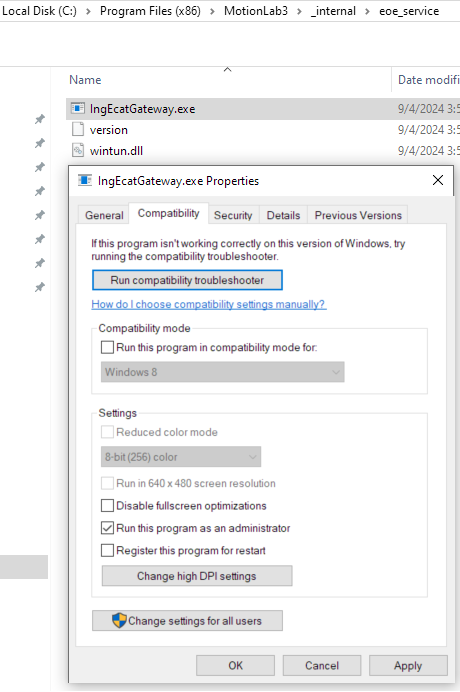 Local Disk (C:) > Program Files (x86) > MotionLab3 > _internal > eoe_service
Name Date modifi
IngEcatGateway.exe 9/4/2024 3:5
version 9/4/2024 3:5
wintun.dll 9/4/2024 3:5
IngEcatGateway.exe Properties
General Compatibility Security Details Previous Versions
If this program isn't working correctly on this version of Windows, try
running the compatibility troubleshooter.
Run compatibility troubleshooter
How do I choose compatibility settings manually?
Compatibility mode
Run this program in compatibility mode for:
Windows 8
Settings
Reduced color mode
8-bit (256) color
Run in 640 x 480 screen resolution
Disable fullscreen optimizations
Run this program as an administrator
Register this program for restart
Change high DPI settings
Change settings for all users
OK Cancel Apply